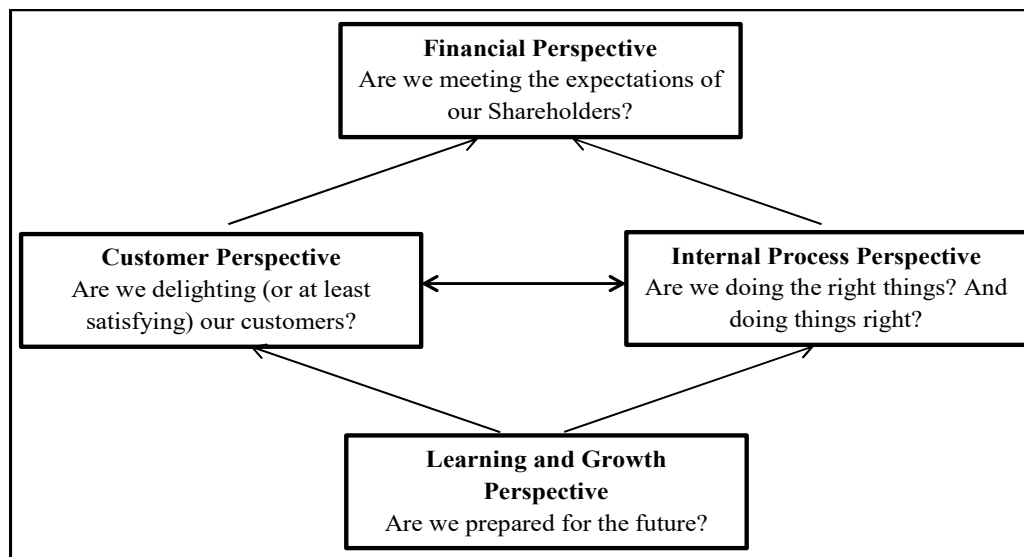 Financial Perspective
Are we meeting the expectations of
our Shareholders?
Customer Perspective
Are we delighting (or at least
satisfying) our customers?
Internal Process Perspective
Are we doing the right things? And
doing things right?
Learning and Growth
Perspective
Are we prepared for the future?